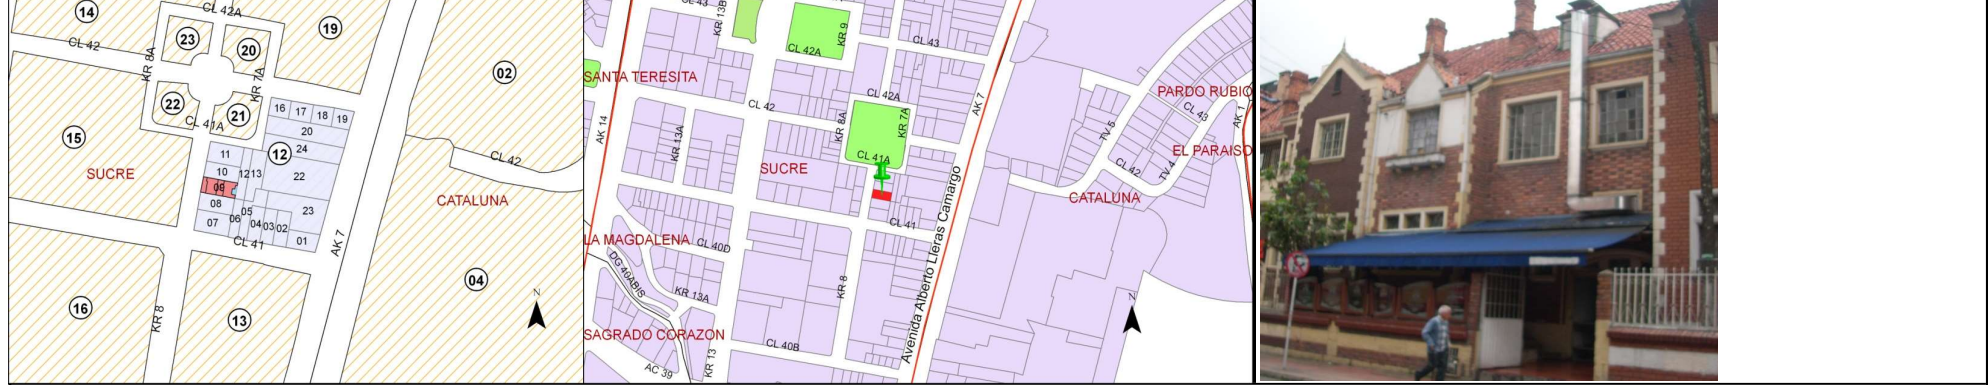 14
CL 42A
19
23
20
CL 42
KR 8A
KR 7A
02
22
21
CL 41A
16
17
18
19
20
15
11
12
24
CL 42
SUCRE
10
12
13
22
09
CATALUNA
08
05
23
07
06
04
03
02
01
CL 41
AK 7
04
16
KR 8
13
N
CL 43
KR 13B
KR 9
CL 42A
CL 43
SANTA TERESITA
PARDO RUBIO
CL 42A
CL 42
AK 7
CL 43
AK 1
AK 14
KR 13A
KR 8A
KR 7A
TV 5
CL 41A
EL PARAISO
SUCRE
CL 42
TV 4
CATALUNA
CL 41
LA MAGDALENA
CL 40D
Avenida Alberto Lleras Camargo
DG 40ABIS
KR 13A
KR 8
N
SAGRADO CORAZON
CL 40B
KR 13
AC 39